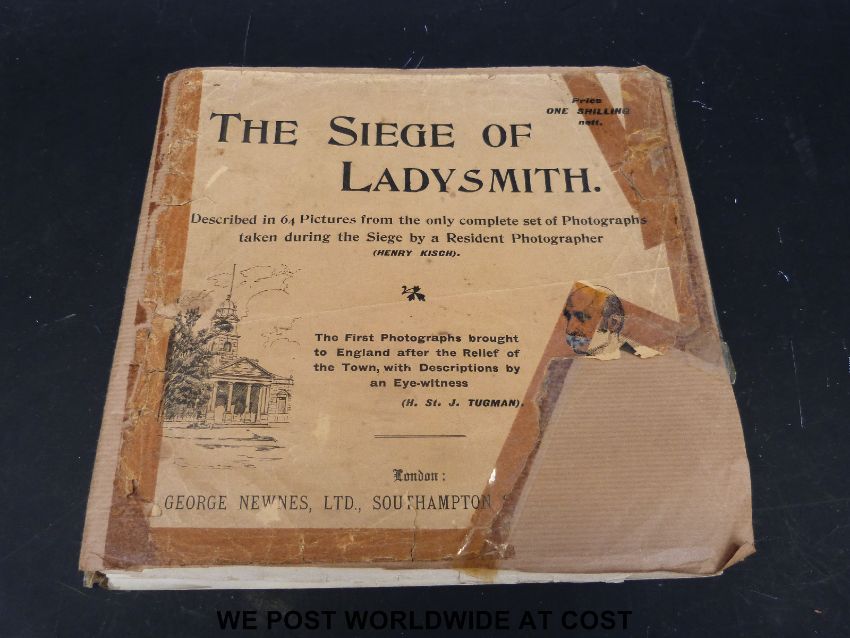 Price
ONE SHILLING
nett.
THE SIEGE OF
LADYSMITH.
Described in 64 Pictures from the only complete set of Photographs
taken during the Siege by a Resident Photographer
(HENRY KISCH).
The First Photographs brought
to England after the Relief of
the Town, with Descriptions by
an Eye-witness
(H. St. J. TUGMAN).
London:
GEORGE NEWNES, LTD., SOUTHAMPTON
WE POST WORLDWIDE AT COST